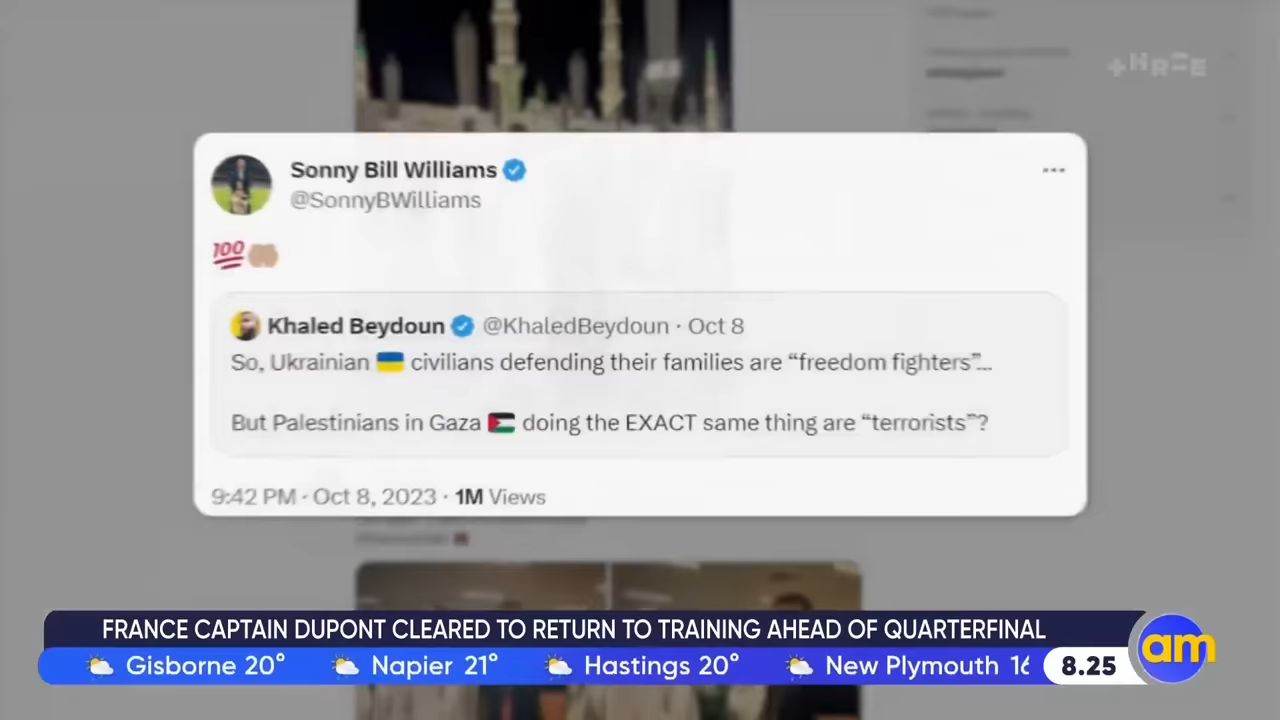 +HR=E
Sonny Bill Williams
@SonnyBWilliams
💯🤲🏽
Khaled Beydoun @KhaledBeydoun · Oct 8
So, Ukrainian 🇺🇦 civilians defending their families are “freedom fighters”...
But Palestinians in Gaza 🇵🇸 doing the EXACT same thing are “terrorists”?
9:42 PM · Oct 8, 2023 · 1M Views
FRANCE CAPTAIN DUPONT CLEARED TO RETURN TO TRAINING AHEAD OF QUARTERFINAL
Gisborne 20° Napier 21° Hastings 20° New Plymouth 16 8.25
am